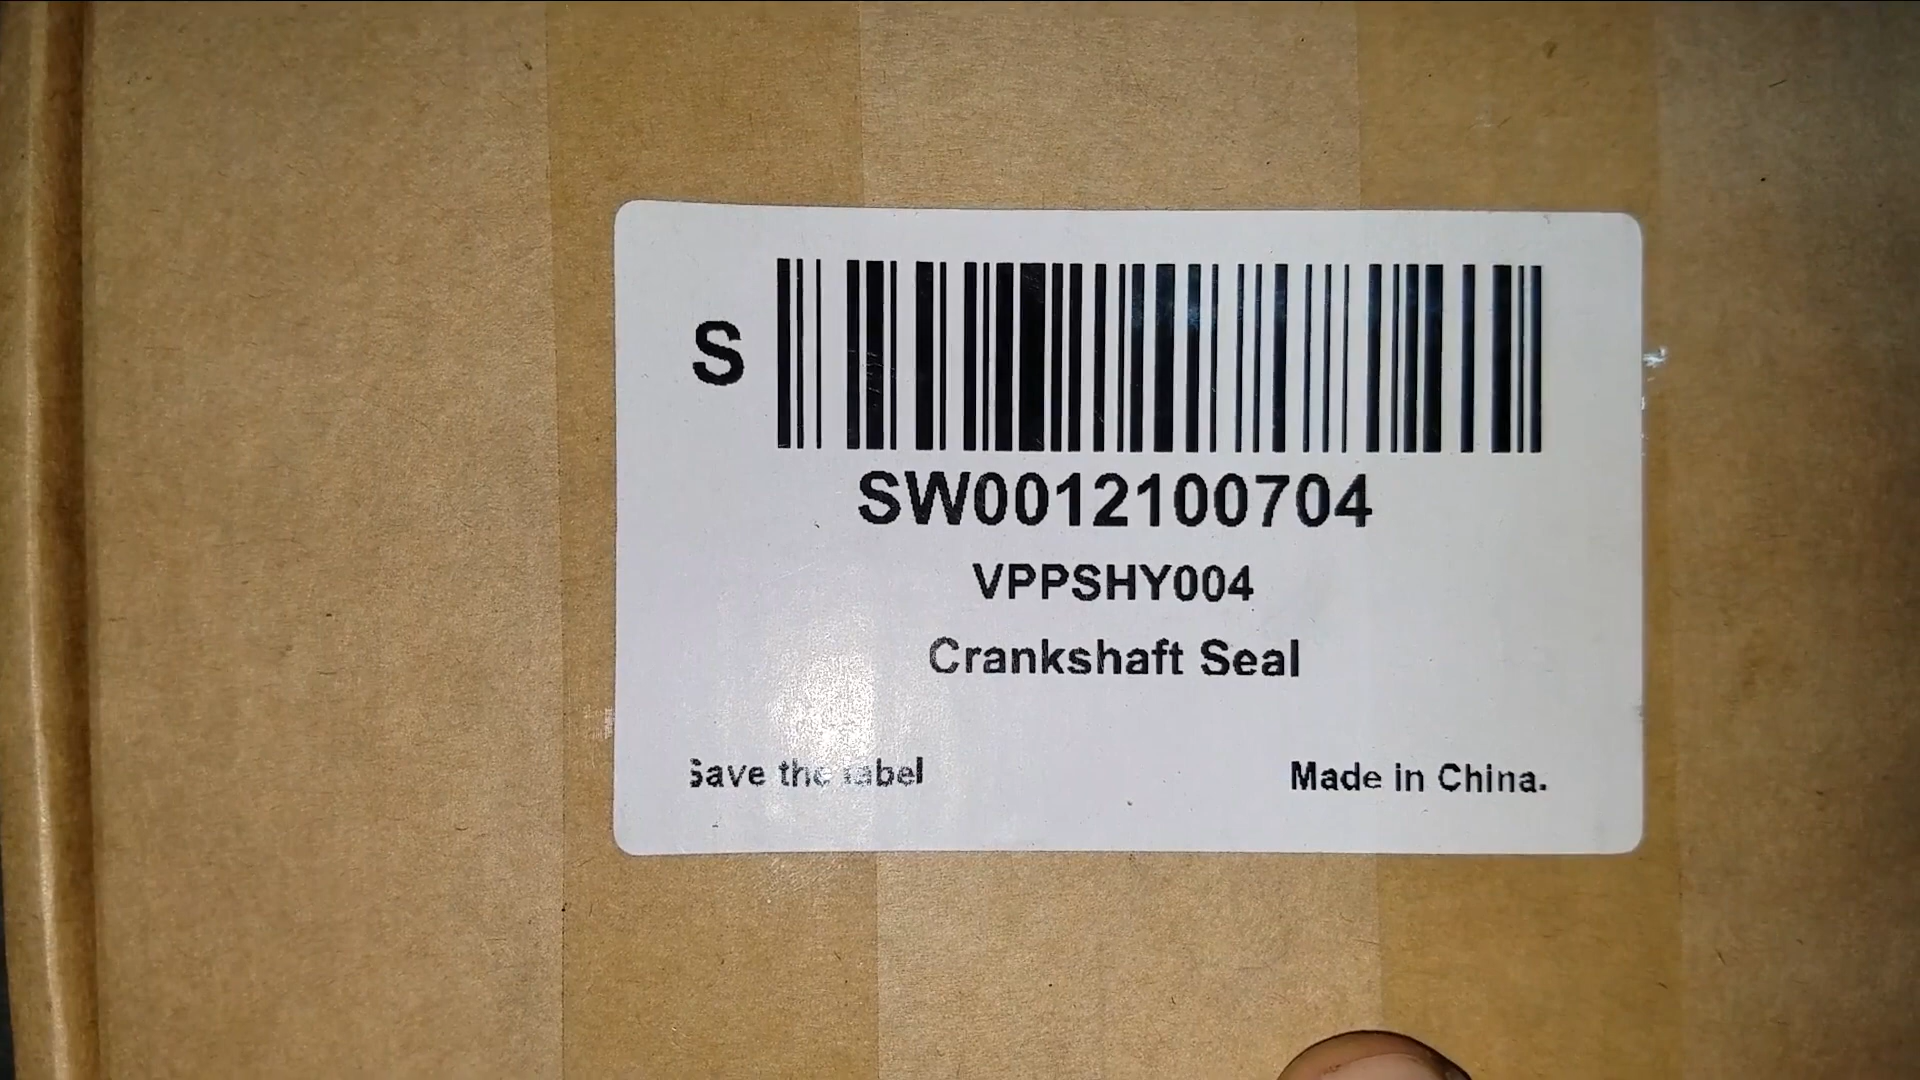 S
SW0012100704
VPPSHY004
Crankshaft Seal
Save the label
Made in China.